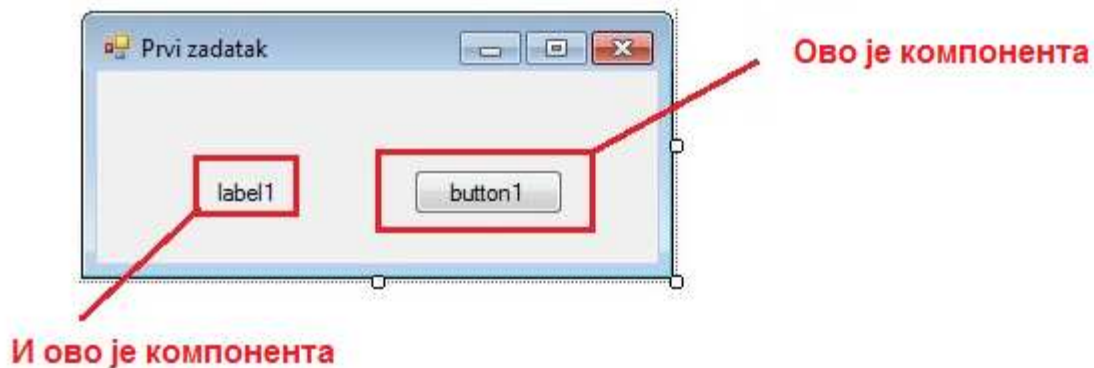 Prvi zadatak
Ово је компонента
label1
button1
И ово је компонента